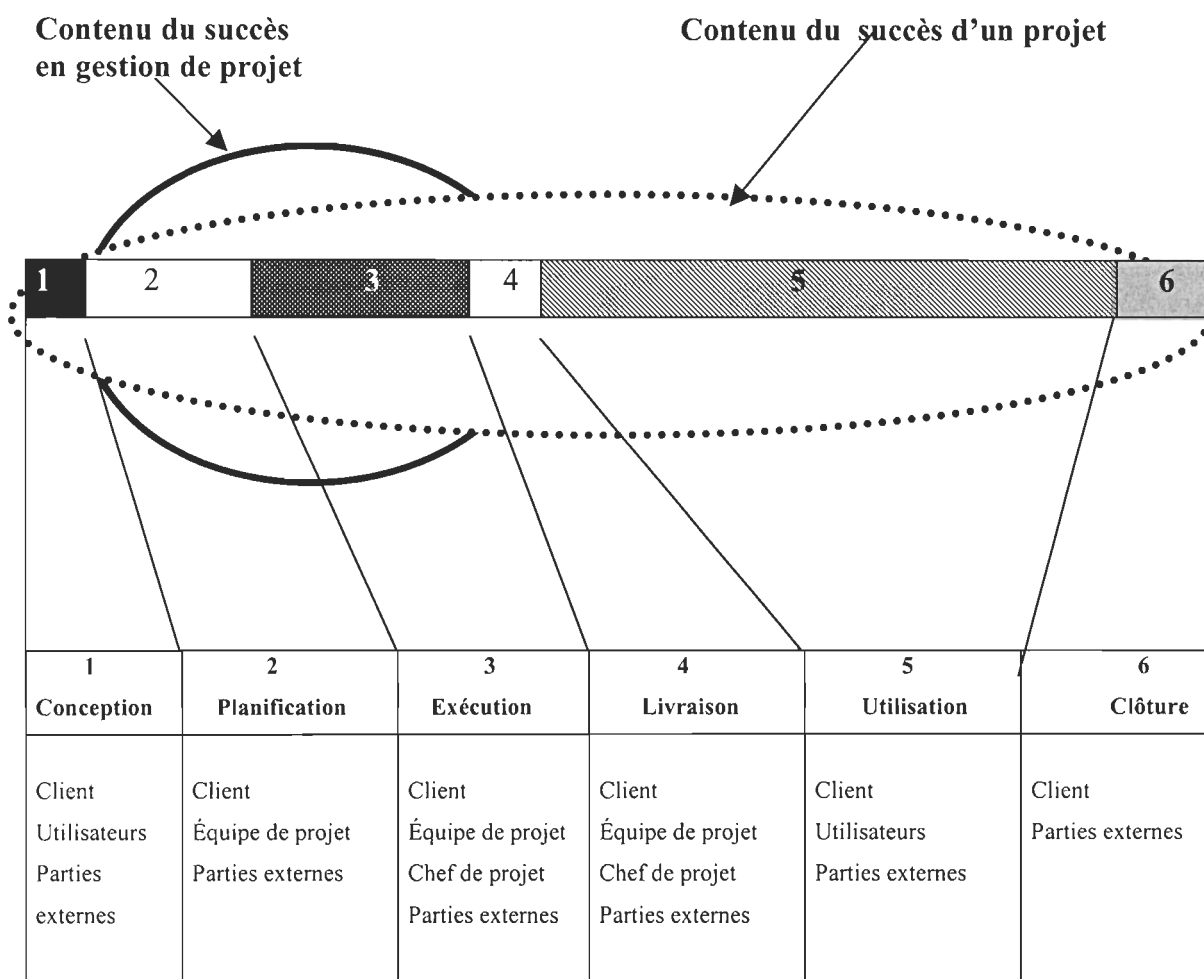 Contenu du succès
en gestion de projet
Contenu du succès d’un projet
1 2 3 4 5 6
1 2 3 4 5 6
Conception Planification Exécution Livraison Utilisation Clôture
Client Client Client Client Client Client
Utilisateurs Équipe de projet Équipe de projet Équipe de projet Utilisateurs Parties externes
Parties Parties externes Chef de projet Chef de projet Parties externes
externes Parties externes Parties externes